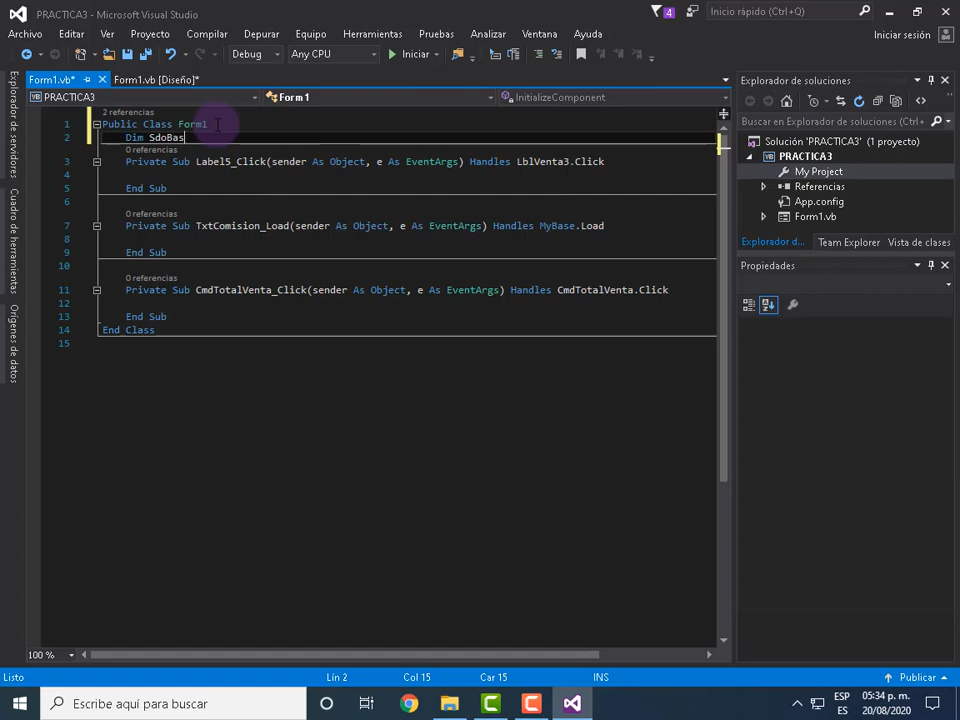 PRACTICA3 - Microsoft Visual Studio
4
Inicio rápido (Ctrl+Q)
Archivo Editar Ver Proyecto Compilar Depurar Equipo Herramientas Pruebas Analizar Ventana Ayuda
Iniciar sesión
Debug Any CPU Iniciar
Explorador de servidores
Cuadro de herramientas
Orígenes de datos
Form1.vb* Form1.vb [Diseño]*
PRACTICA3 Form1 InitializeComponent
2 referencias
1 Public Class Form1
2 Dim SdoBas
0 referencias
3 Private Sub Label5_Click(sender As Object, e As EventArgs) Handles LblVenta3.Click
4
5 End Sub
6
0 referencias
7 Private Sub TxtComision_Load(sender As Object, e As EventArgs) Handles MyBase.Load
8
9 End Sub
10
0 referencias
11 Private Sub CmdTotalVenta_Click(sender As Object, e As EventArgs) Handles CmdTotalVenta.Click
12
13 End Sub
14 End Class
15
100 %
Explorador de soluciones
Buscar en Explorador de soluciones (Ctrl+
Solución 'PRACTICA3' (1 proyecto)
PRACTICA3
My Project
Referencias
App.config
Form1.vb
Explorador d... Team Explorer Vista de clases
Propiedades
Listo Lín 2 Col 15 Car 15 INS Publicar
Escribe aquí para buscar
ESP
ES
05:34 p. m.
20/08/2020